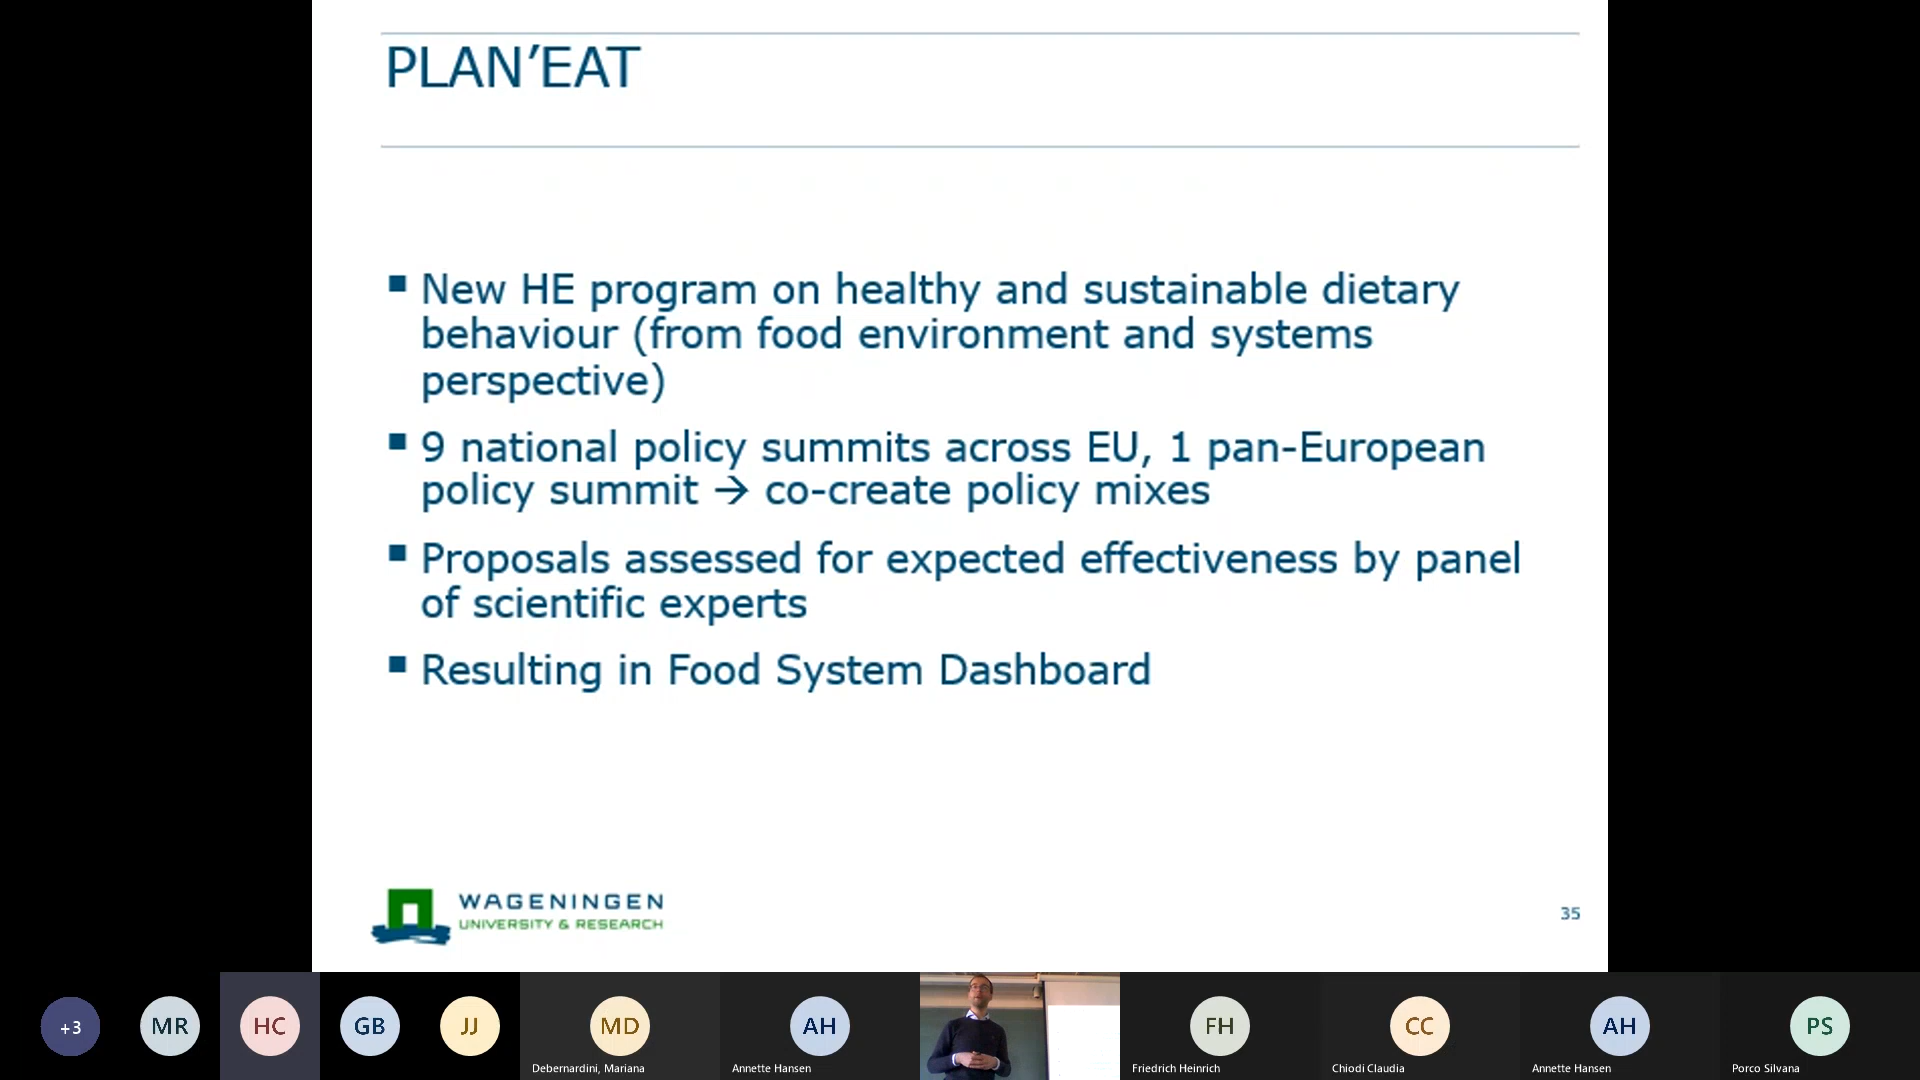 PLAN’EAT
New HE program on healthy and sustainable dietary
behaviour (from food environment and systems
perspective)
9 national policy summits across EU, 1 pan-European
policy summit → co-create policy mixes
Proposals assessed for expected effectiveness by panel
of scientific experts
Resulting in Food System Dashboard
WAGENINGEN
UNIVERSITY & RESEARCH
35
+3
MR
HC
GB
JJ
MD
Debernardini, Mariana
AH
Annette Hansen
FH
Friedrich Heinrich
CC
Chiodi Claudia
AH
Annette Hansen
PS
Porco Silvana